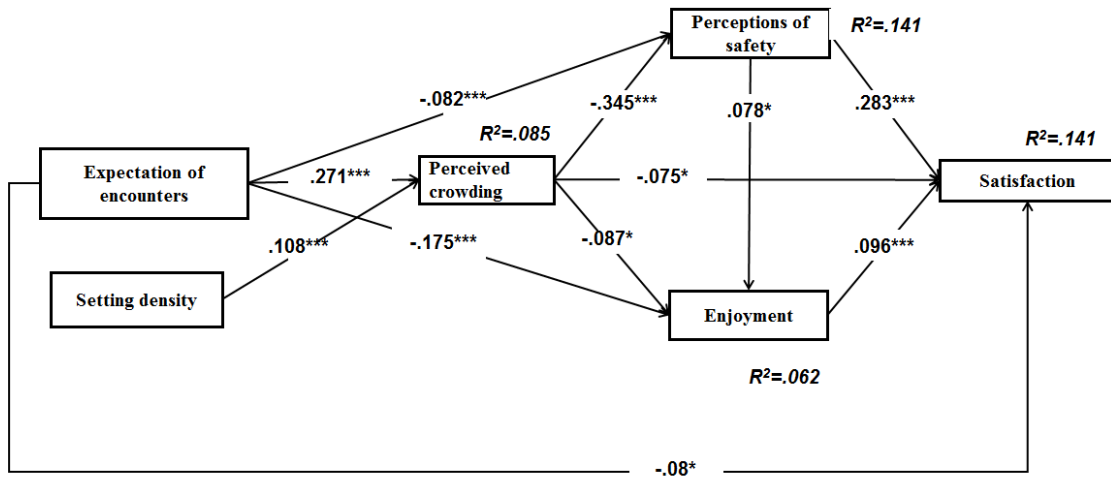 Perceptions of
safety
R²=.141
-.082***
-.345***
.078*
.283***
R²=.085
R²=.141
Expectation of
encounters
.271***
Perceived
crowding
-.075*
Satisfaction
.108***
-.175***
-.087*
.096***
Setting density
Enjoyment
R²=.062
-.08*